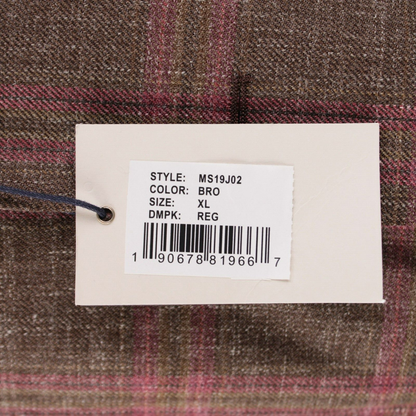 STYLE: MS19J02
COLOR: BRO
SIZE: XL
DMPK: REG
1 90678 81966 7